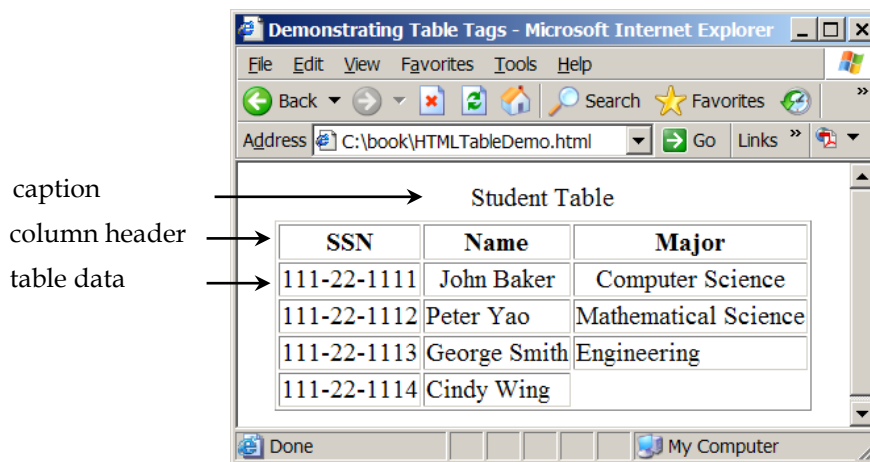 Demonstrating Table Tags - Microsoft Internet Explorer
File Edit View Favorites Tools Help
Back Search Favorites »
Address C:\book\HTMLTableDemo.html Go Links »
caption Student Table
column header SSN Name Major
table data 111-22-1111 John Baker Computer Science
111-22-1112 Peter Yao Mathematical Science
111-22-1113 George Smith Engineering
111-22-1114 Cindy Wing
Done My Computer